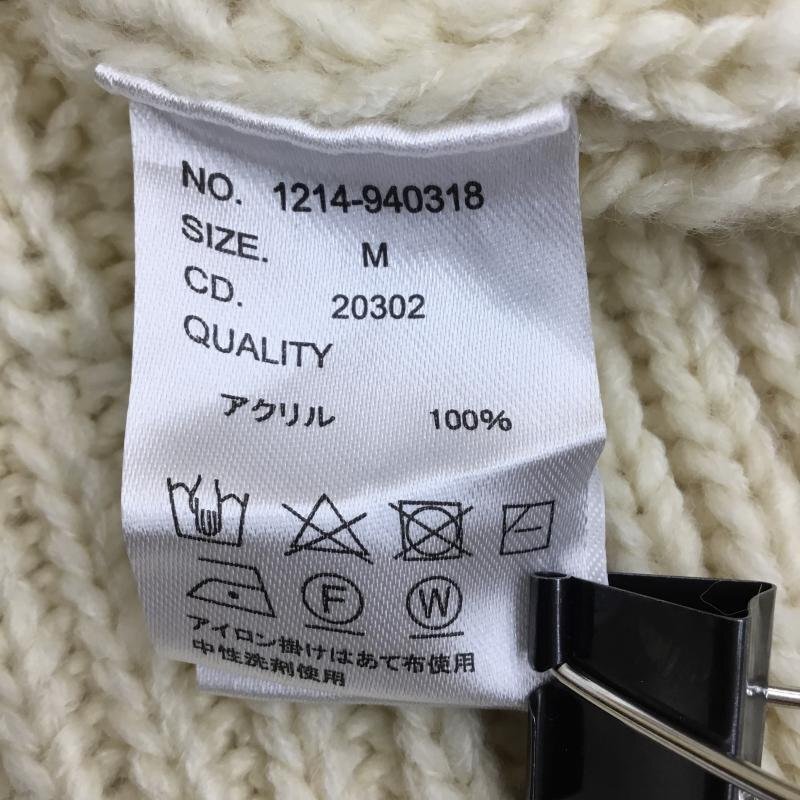 NO. 1214-940318
SIZE. M
CD. 20302
QUALITY
アクリル 100%
F W
アイロン掛けはあて布使用
中性洗剤使用